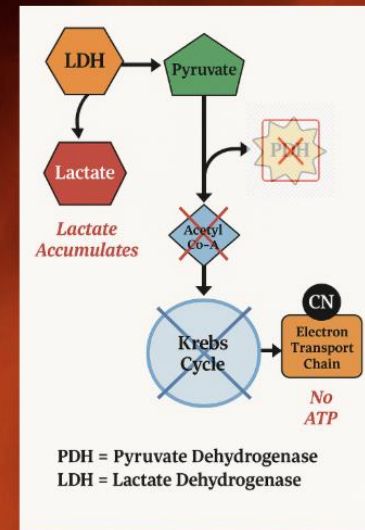 LDH
Pyruvate
PDH
Lactate
Lactate
Accumulates
Acetyl
Co-A
Krebs
Cycle
CN
Electron
Transport
Chain
No
ATP
PDH = Pyruvate Dehydrogenase
LDH = Lactate Dehydrogenase